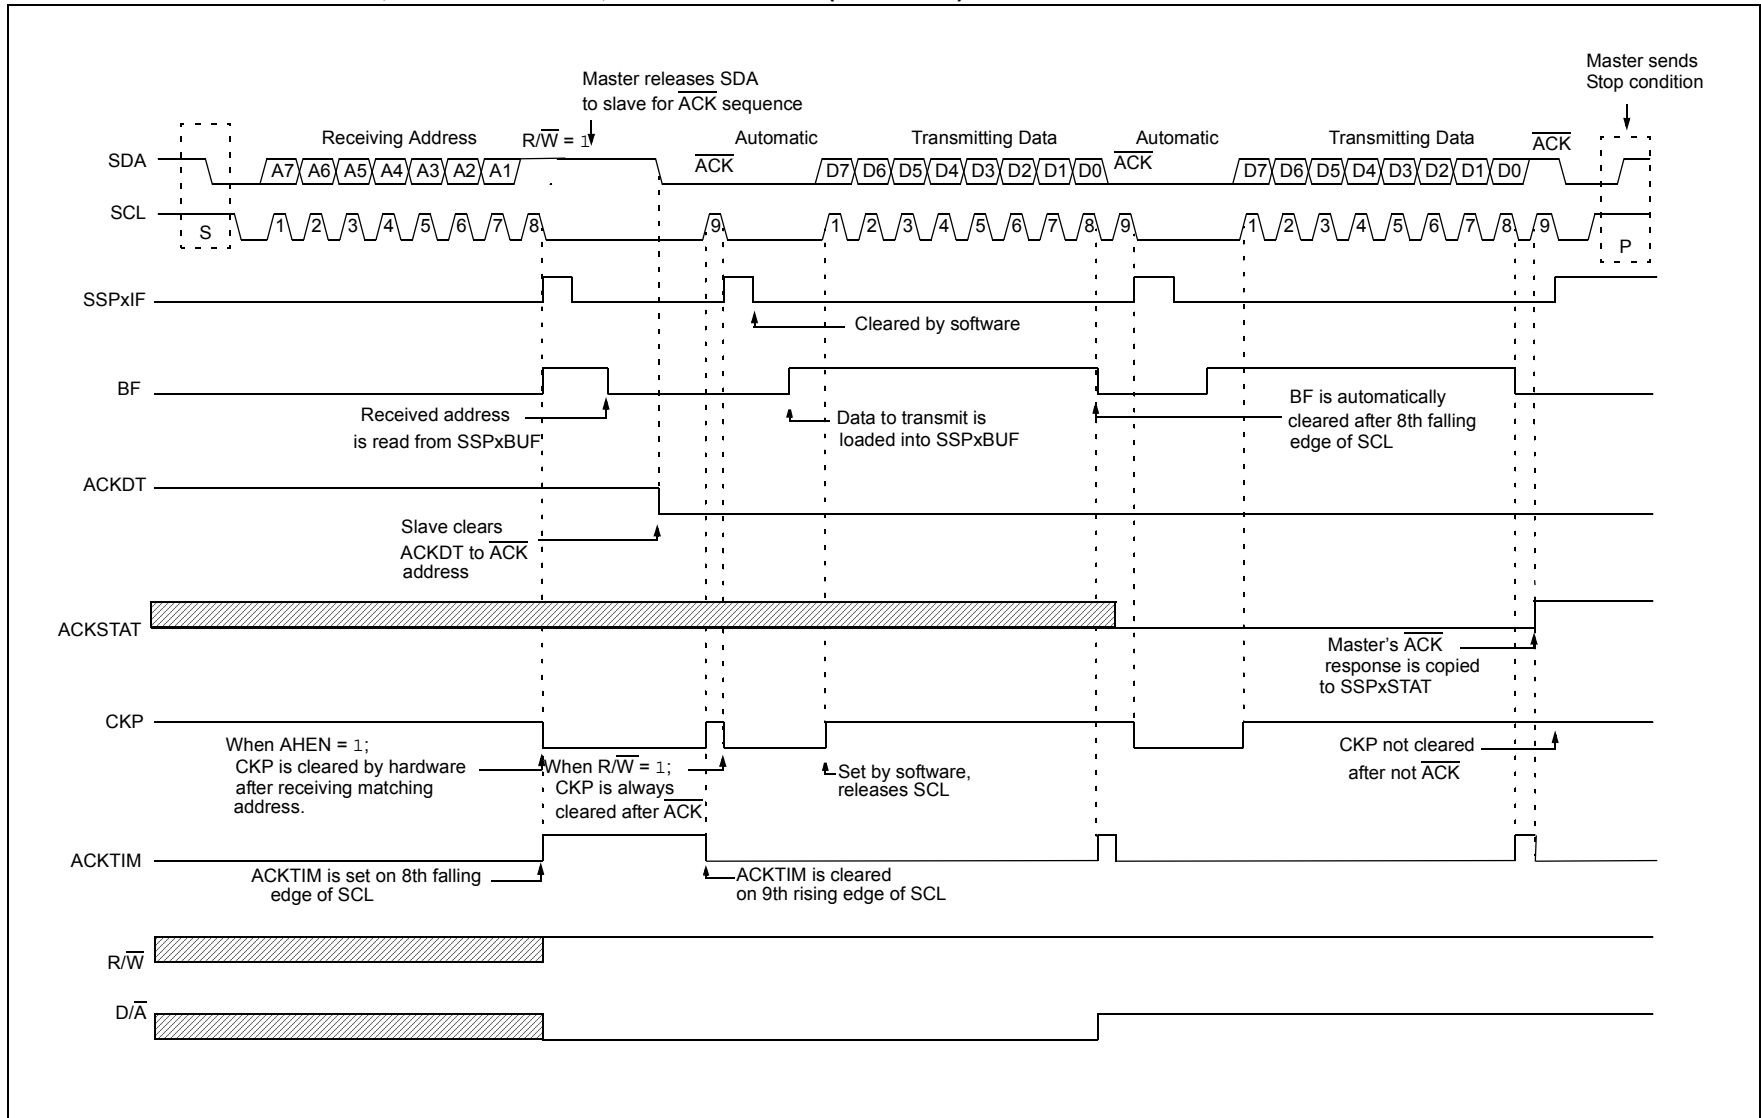 Master sends
Stop condition
Master releases SDA
to slave for ACK sequence
Receiving Address
R/W = 1
Automatic
Transmitting Data
Automatic
Transmitting Data
ACK
SDA
A7 A6 A5 A4 A3 A2 A1
ACK
D7 D6 D5 D4 D3 D2 D1 D0
ACK
D7 D6 D5 D4 D3 D2 D1 D0
SCL
S
1 2 3 4 5 6 7 8 9 1 2 3 4 5 6 7 8 9 1 2 3 4 5 6 7 8 9
P
SSPxIF
Cleared by software
BF
Received address
is read from SSPxBUF
Data to transmit is
loaded into SSPxBUF
BF is automatically
cleared after 8th falling
edge of SCL
ACKDT
Slave clears
ACKDT to ACK
address
ACKSTAT
Master's ACK
response is copied
to SSPxSTAT
CKP
When AHEN = 1;
CKP is cleared by hardware
after receiving matching
address.
When R/W = 1;
CKP is always
cleared after ACK
Set by software,
releases SCL
CKP not cleared
after not ACK
ACKTIM
ACKTIM is set on 8th falling
edge of SCL
ACKTIM is cleared
on 9th rising edge of SCL
R/W
D/A